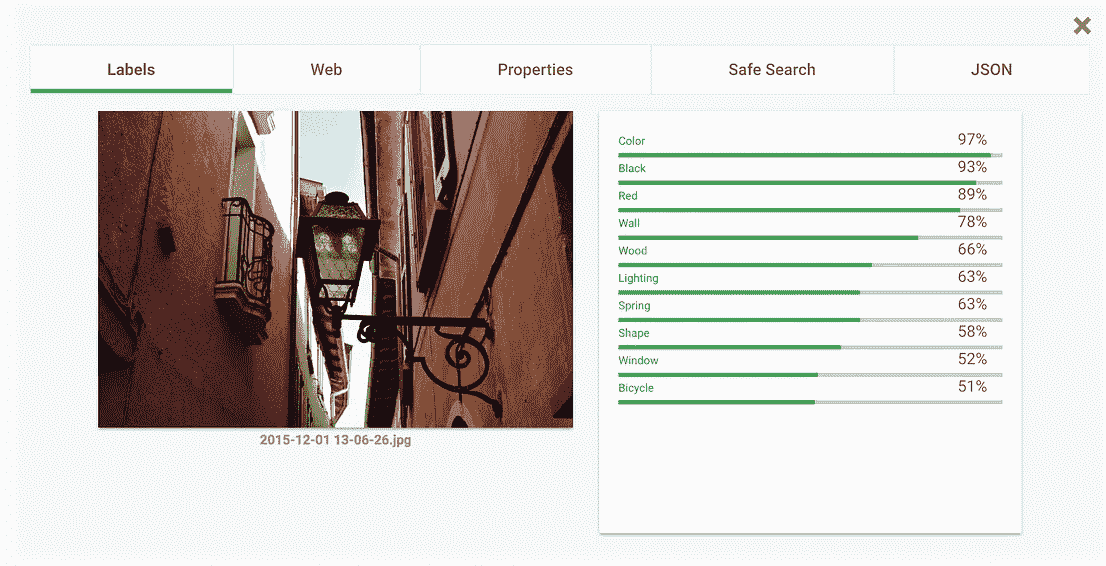 Labels Web Properties Safe Search JSON
Color 97%
Black 93%
Red 89%
Wall 78%
Wood 66%
Lighting 63%
Spring 63%
Shape 58%
Window 52%
Bicycle 51%
2015-12-01 13-06-26.jpg